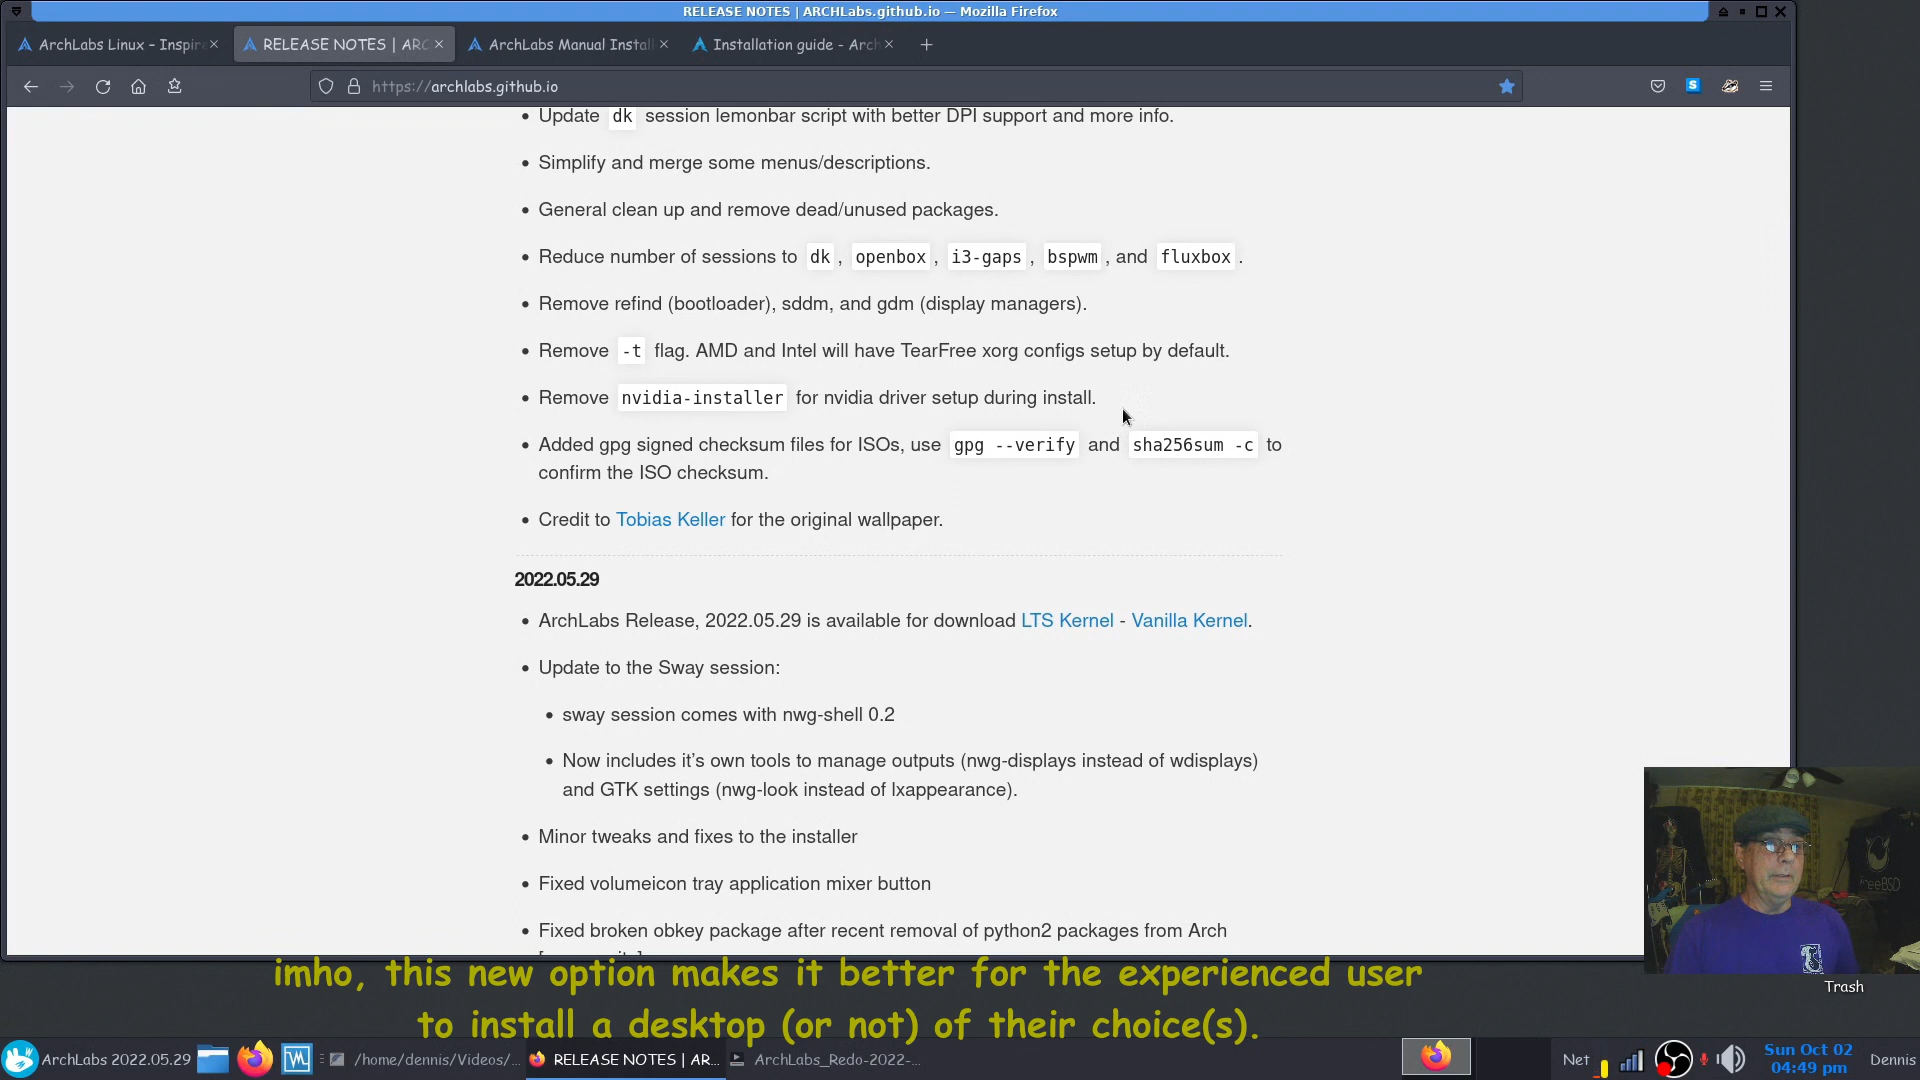 RELEASE NOTES | ARCHLabs.github.io — Mozilla Firefox
ArchLabs Linux – Inspire
RELEASE NOTES | ARC
ArchLabs Manual Install
Installation guide - Arch
https://archlabs.github.io
Update dk session lemonbar script with better DPI support and more info.
Simplify and merge some menus/descriptions.
General clean up and remove dead/unused packages.
Reduce number of sessions to dk, openbox, i3-gaps, bspwm, and fluxbox.
Remove refind (bootloader), sddm, and gdm (display managers).
Remove -t flag. AMD and Intel will have TearFree xorg configs setup by default.
Remove nvidia-installer for nvidia driver setup during install.
Added gpg signed checksum files for ISOs, use gpg --verify and sha256sum -c to
confirm the ISO checksum.
Credit to Tobias Keller for the original wallpaper.
2022.05.29
ArchLabs Release, 2022.05.29 is available for download LTS Kernel - Vanilla Kernel.
Update to the Sway session:
sway session comes with nwg-shell 0.2
Now includes it's own tools to manage outputs (nwg-displays instead of wdisplays)
and GTK settings (nwg-look instead of lxappearance).
Minor tweaks and fixes to the installer
Fixed volumeicon tray application mixer button
Fixed broken obkey package after recent removal of python2 packages from Arch
imho, this new option makes it better for the experienced user
to install a desktop (or not) of their choice(s).
FreeBSD
Trash
ArchLabs 2022.05.29
/home/dennis/Videos/...
RELEASE NOTES | AR...
ArchLabs_Redo-2022-...
Net
Sun Oct 02
04:49 pm
Dennis